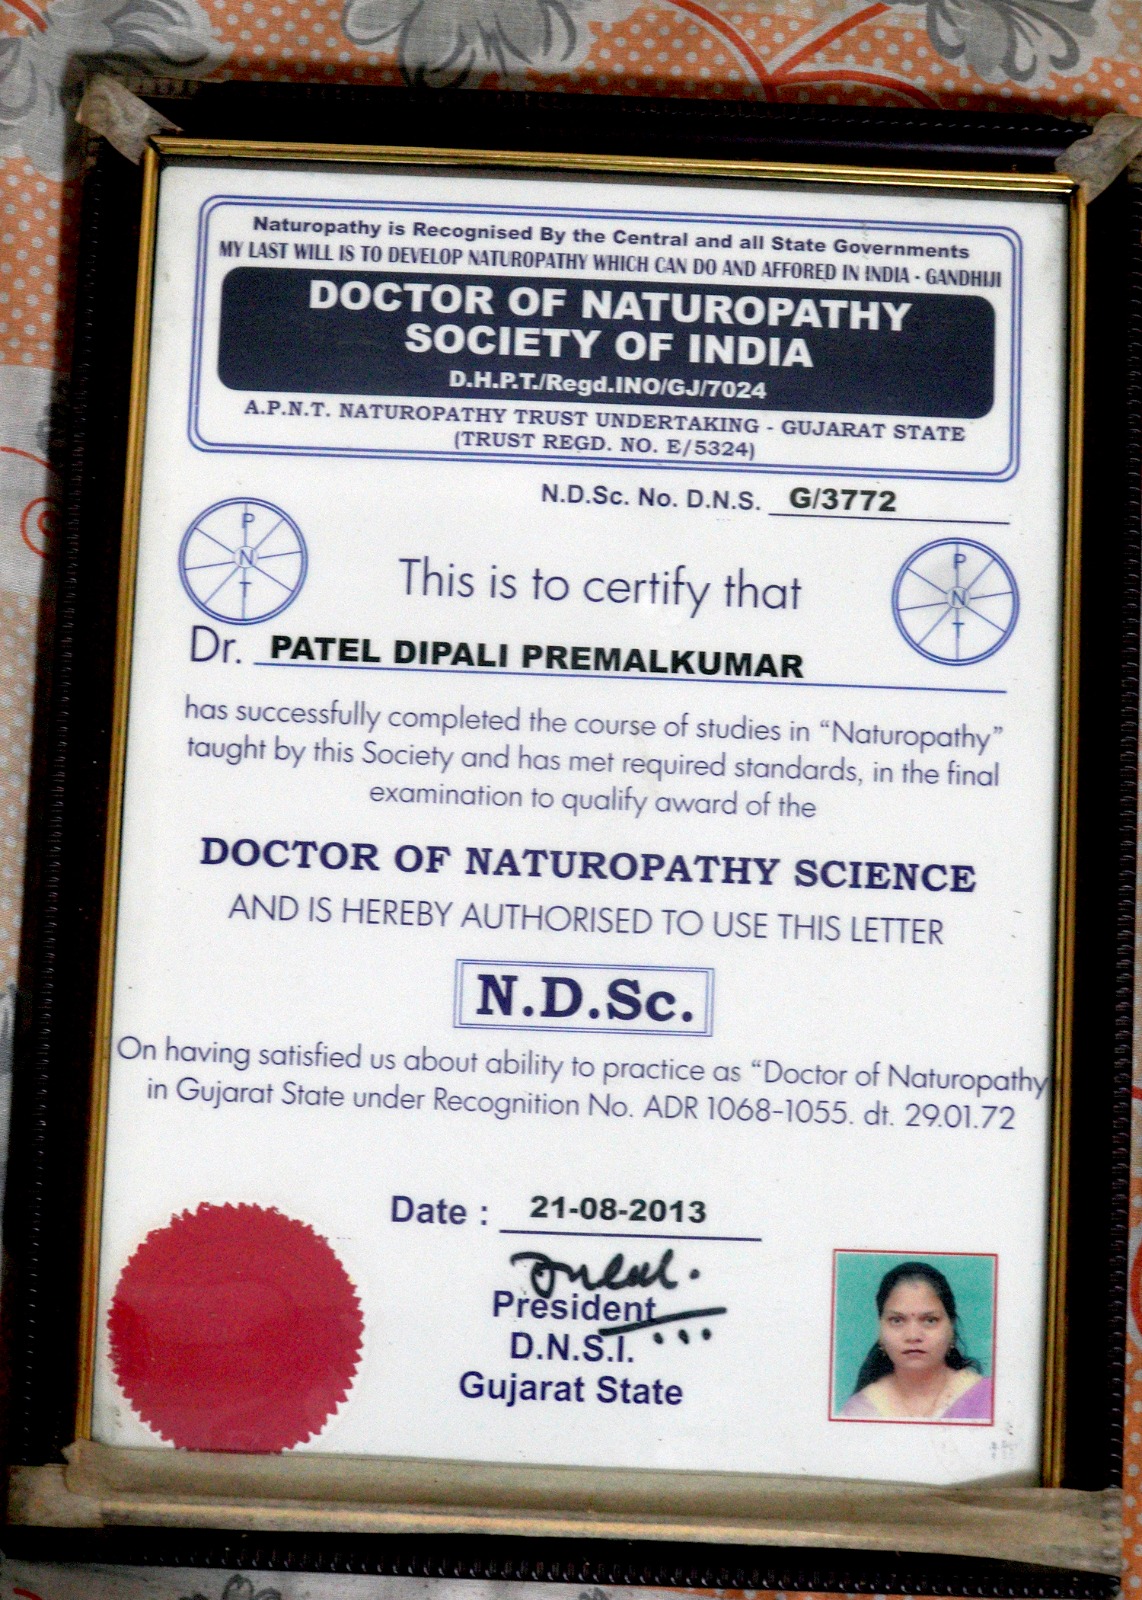 Naturopathy is Recognised By the Central and all State Governments
MY LAST WILL IS TO DEVELOP NATUROPATHY WHICH CAN DO AND AFFORED IN INDIA - GANDHIJI
DOCTOR OF NATUROPATHY
SOCIETY OF INDIA
D.H.P.T./Regd.INO/GJ/7024
A.P.N.T. NATUROPATHY TRUST UNDERTAKING - GUJARAT STATE
(TRUST REGD. NO. E/5324)
N.D.Sc. No. D.N.S. G/3772
P
N
T
P
N
T
This is to certify that
Dr. PATEL DIPALI PREMALKUMAR
has successfully completed the course of studies in “Naturopathy”
taught by this Society and has met required standards, in the final
examination to qualify award of the
DOCTOR OF NATUROPATHY SCIENCE
AND IS HEREBY AUTHORISED TO USE THIS LETTER
N.D.Sc.
On having satisfied us about ability to practice as “Doctor of Naturopathy
in Gujarat State under Recognition No. ADR 1068-1055. dt. 29.01.72
Date : 21-08-2013
President
D.N.S.I.
Gujarat State